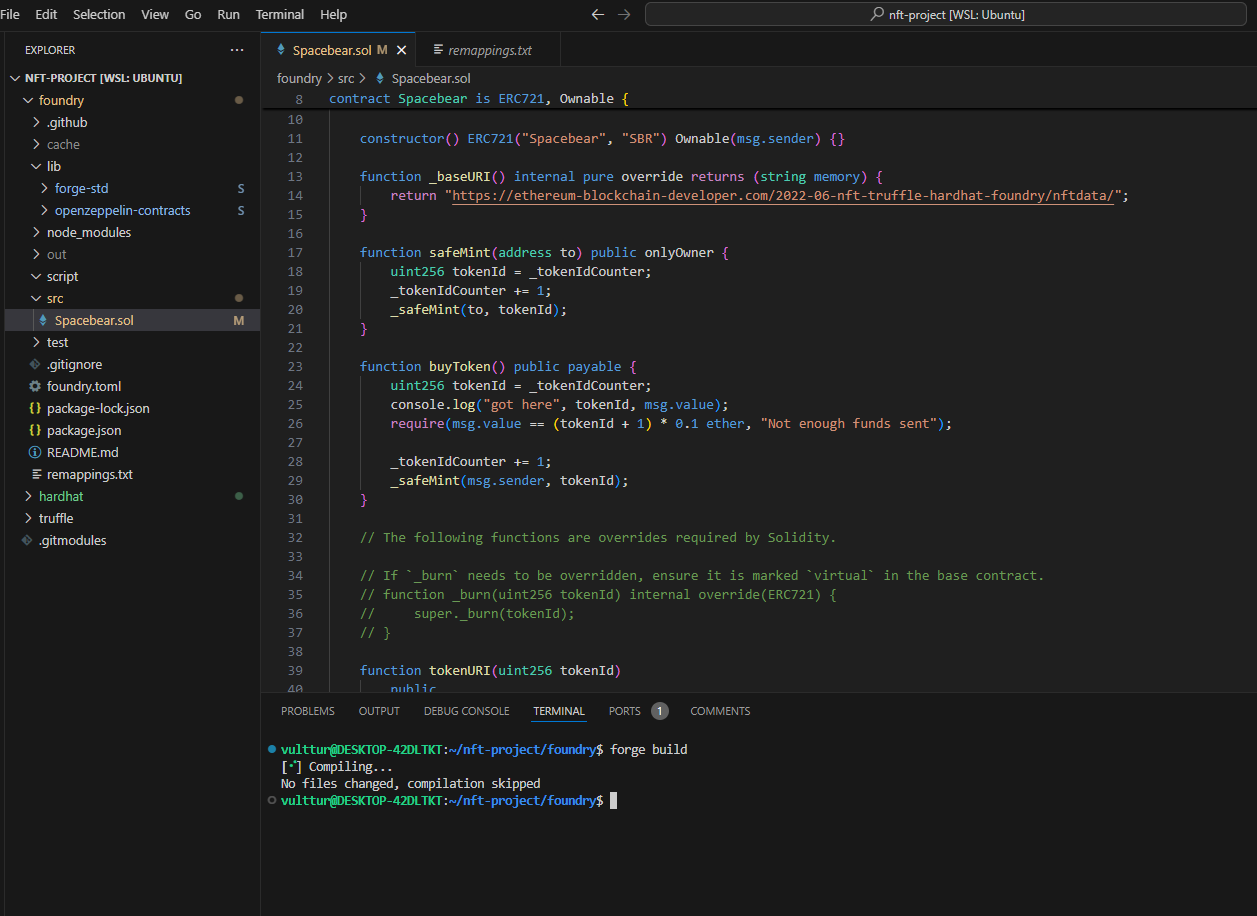 File Edit Selection View Go Run Terminal Help
nft-project [WSL: Ubuntu]
EXPLORER
NFT-PROJECT [WSL: UBUNTU]
foundry
.github
cache
lib
forge-std S
openzeppelin-contracts S
node_modules
out
script
src
Spacebear.sol M
test
.gitignore
foundry.toml
{} package-lock.json
{} package.json
README.md
remappings.txt
hardhat
truffle
.gitmodules
Spacebear.sol M
remappings.txt
foundry > src > Spacebear.sol
8 contract Spacebear is ERC721, Ownable {
10
11 constructor() ERC721("Spacebear", "SBR") Ownable(msg.sender) {}
12
13 function _baseURI() internal pure override returns (string memory) {
14 return "https://ethereum-blockchain-developer.com/2022-06-nft-truffle-hardhat-foundry/nftdata/";
15 }
16
17 function safeMint(address to) public onlyOwner {
18 uint256 tokenId = _tokenIdCounter;
19 _tokenIdCounter += 1;
20 _safeMint(to, tokenId);
21 }
22
23 function buyToken() public payable {
24 uint256 tokenId = _tokenIdCounter;
25 console.log("got here", tokenId, msg.value);
26 require(msg.value == (tokenId + 1) * 0.1 ether, "Not enough funds sent");
27
28 _tokenIdCounter += 1;
29 _safeMint(msg.sender, tokenId);
30 }
31
32 // The following functions are overrides required by Solidity.
33
34 // If `_burn` needs to be overridden, ensure it is marked `virtual` in the base contract.
35 // function _burn(uint256 tokenId) internal override(ERC721) {
36 // super._burn(tokenId);
37 // }
38
39 function tokenURI(uint256 tokenId)
40 public
PROBLEMS OUTPUT DEBUG CONSOLE TERMINAL PORTS 1 COMMENTS
vulttur@DESKTOP-42DLTKT:~/nft-project/foundry$ forge build
[⠊] Compiling...
No files changed, compilation skipped
vulttur@DESKTOP-42DLTKT:~/nft-project/foundry$